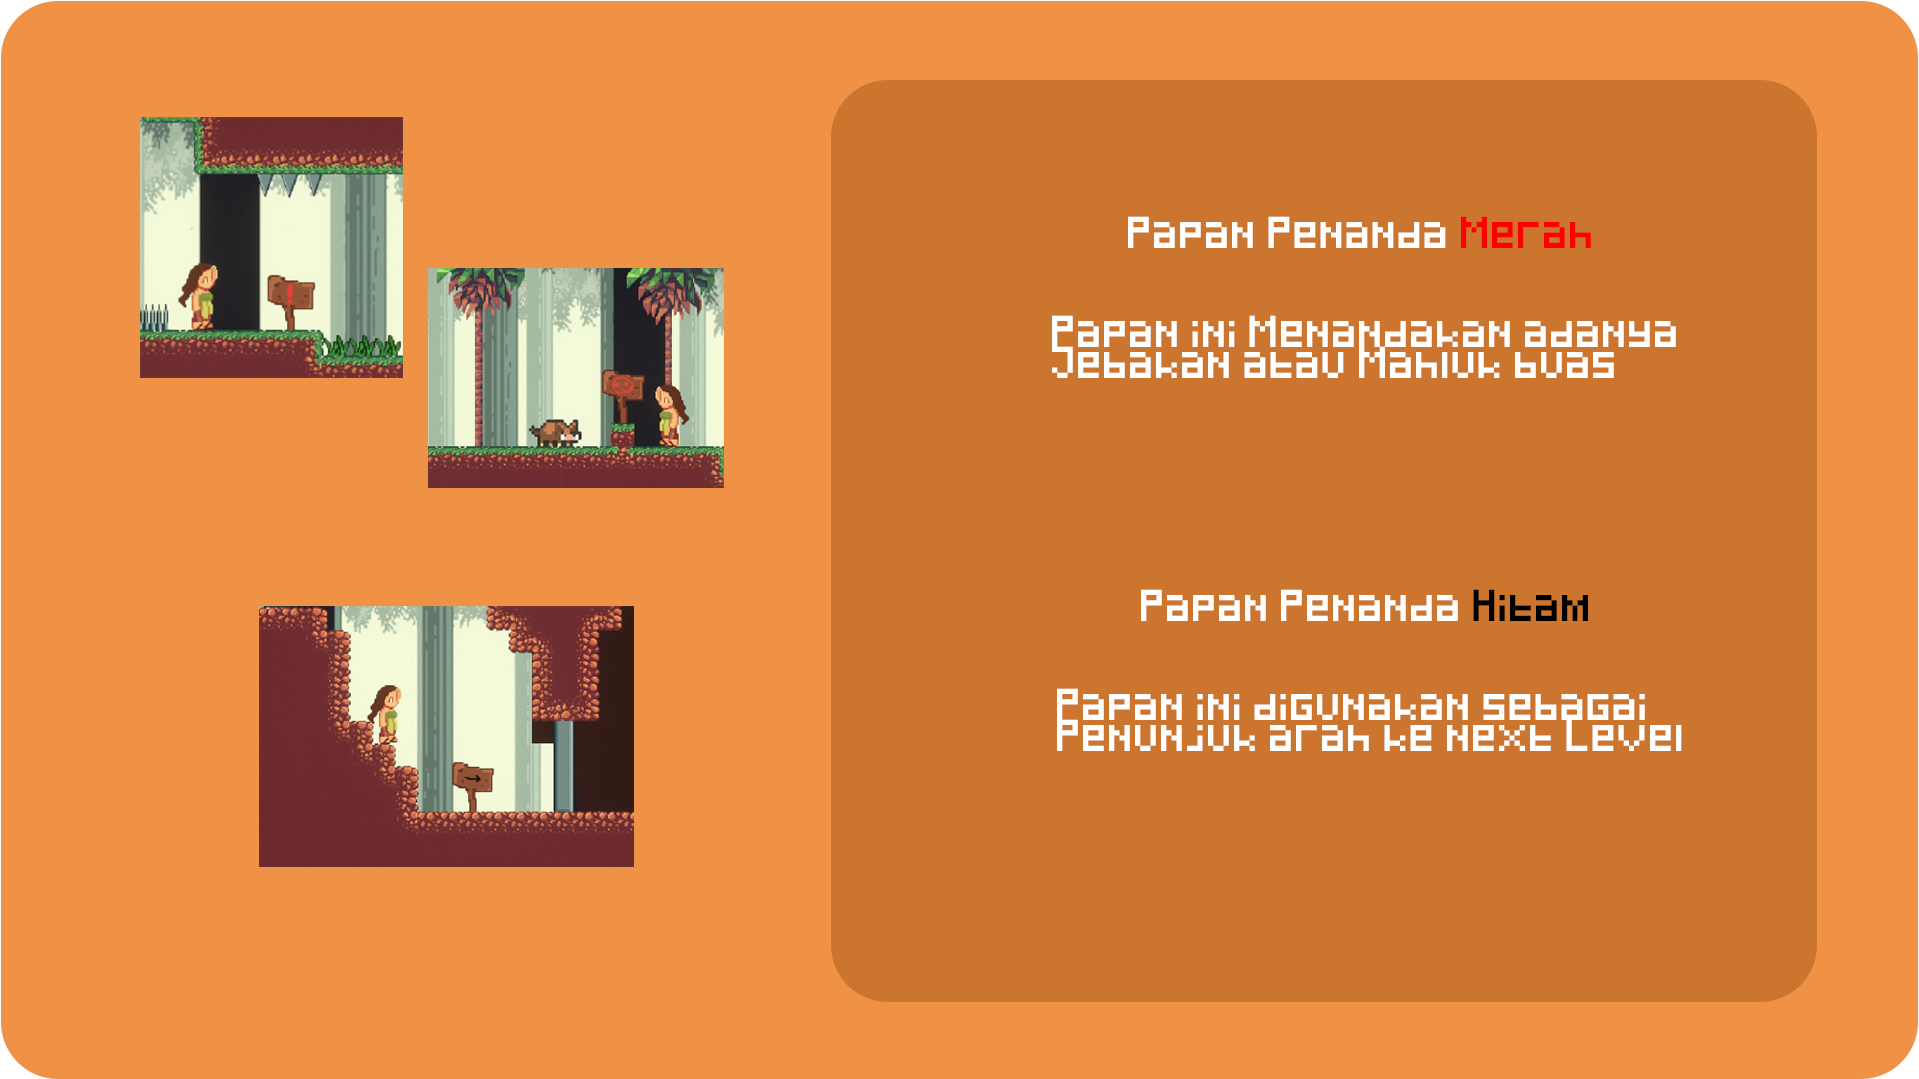 Papan Penanda Merah
Papan ini Menandakan adanya
Jebakan atau Mahluk buas
Papan Penanda Hitam
Papan ini digunakan sebagai
Penunjuk arah ke Next Level